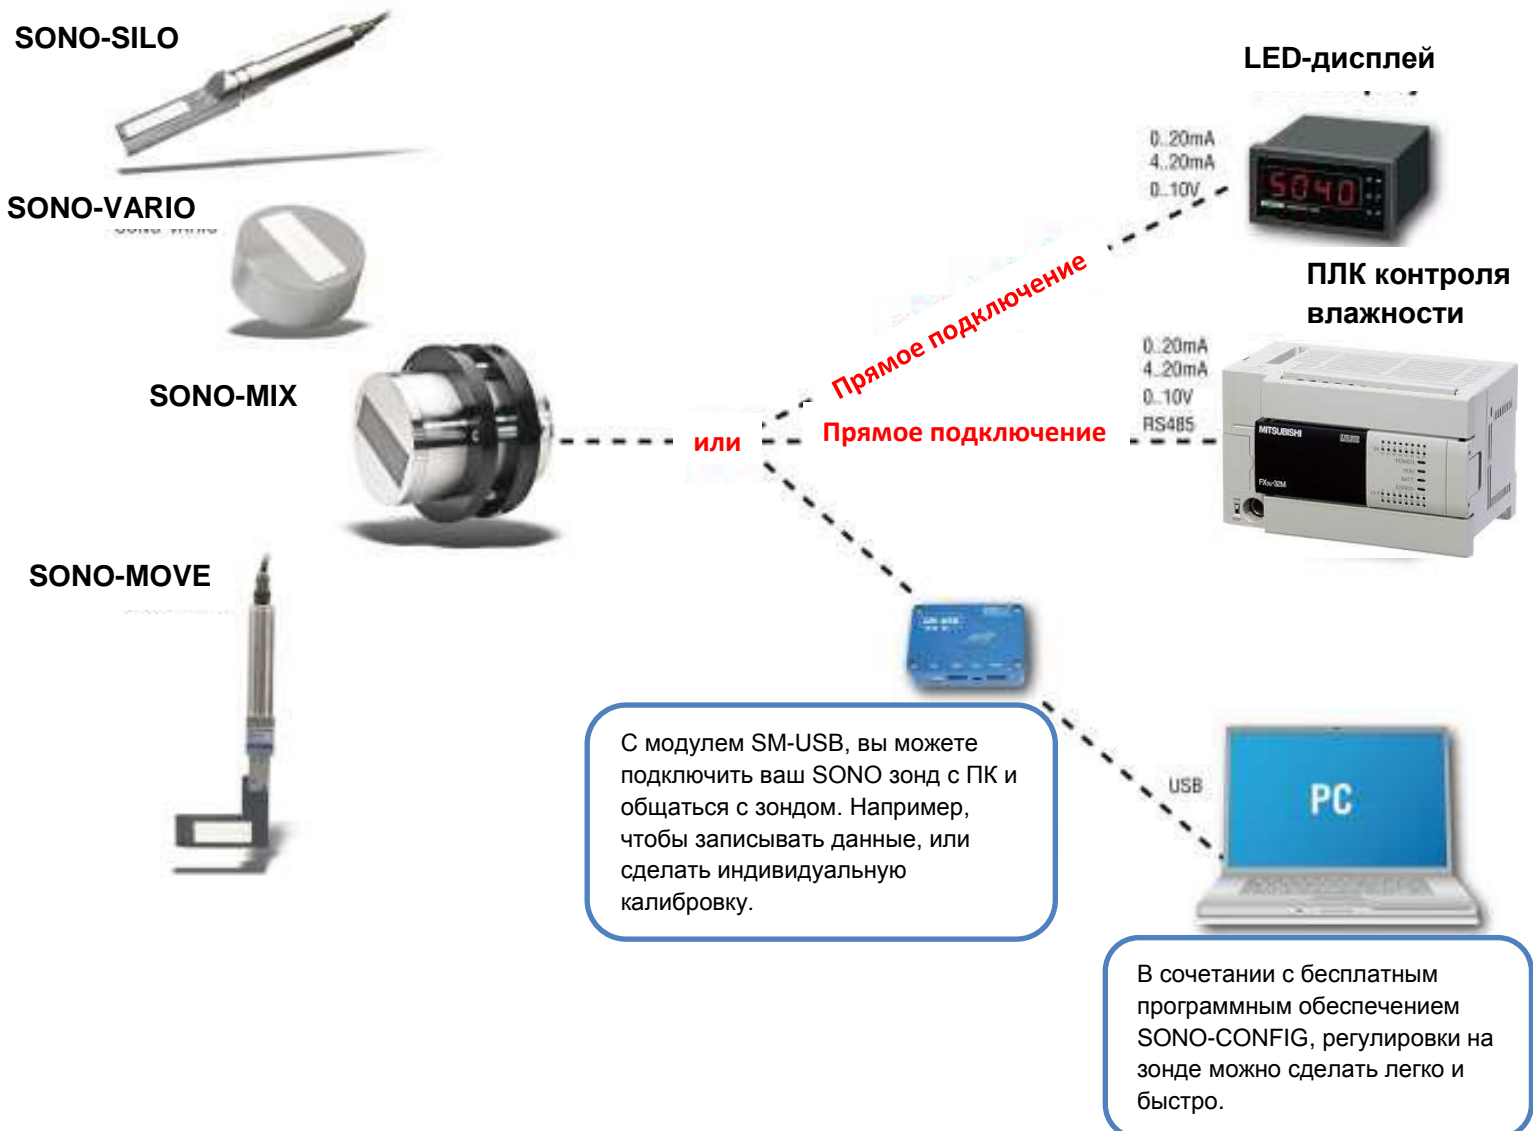 SONO-SILO
LED-дисплей
0..20mA
4..20mA
0..10V
5040
SONO-VARIO
ПЛК контроля
влажности
Прямое подключение
0..20mA
4..20mA
0..10V
RS485
SONO-MIX
или
Прямое подключение
MITSUBISHI
SONO-MOVE
С модулем SM-USB, вы можете
подключить ваш SONO зонд с ПК и
общаться с зондом. Например,
чтобы записывать данные, или
сделать индивидуальную
калибровку.
USB
PC
В сочетании с бесплатным
программным обеспечением
SONO-CONFIG, регулировки на
зонде можно сделать легко и
быстро.